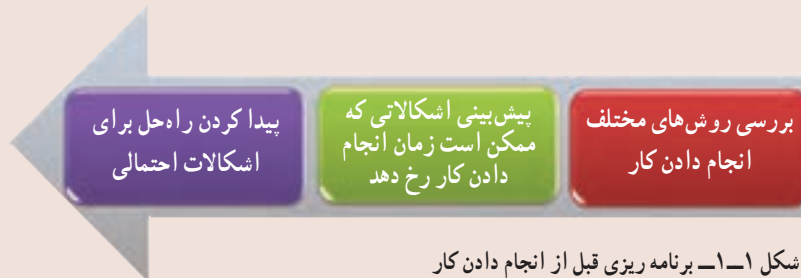 بررسی روش‌های مختلف
انجام دادن کار
پیش‌بینی اشکالاتی که
ممکن است زمان انجام
دادن کار رخ دهد
پیدا کردن راه‌حل برای
اشکالات احتمالی
شکل ۱ــ۱ــ برنامه ریزی قبل از انجام دادن کار